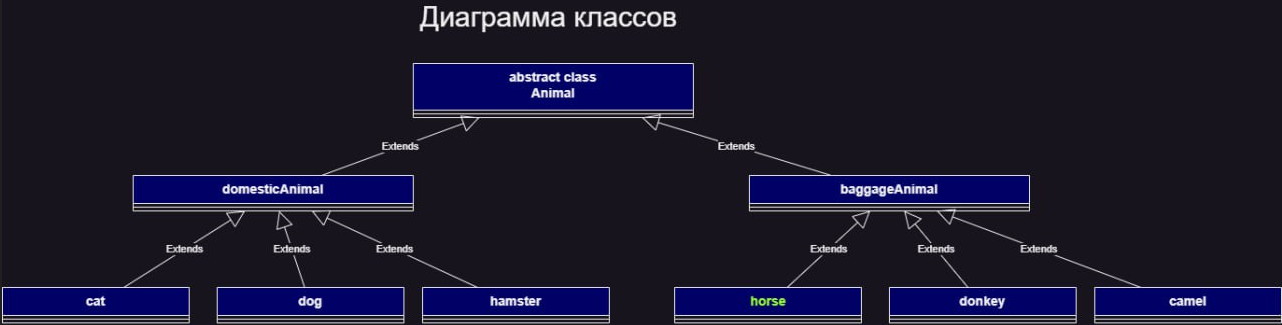 Диаграмма классов
abstract class
Animal
Extends
Extends
domesticAnimal
baggageAnimal
Extends
Extends
Extends
Extends
Extends
Extends
cat
dog
hamster
horse
donkey
camel